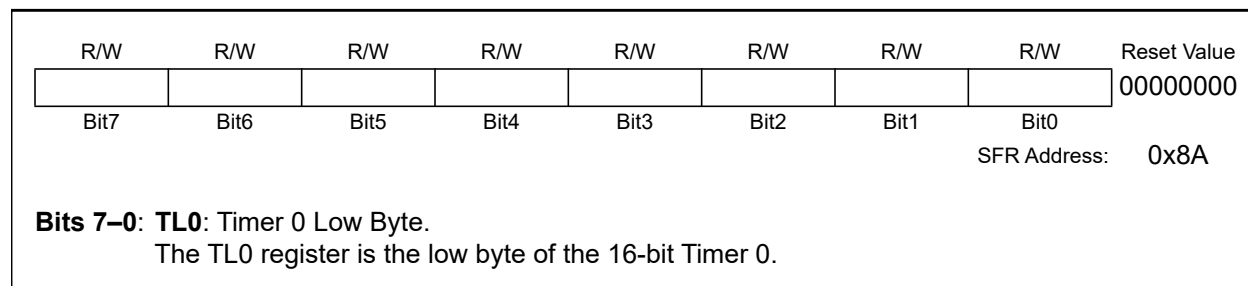 R/W R/W R/W R/W R/W R/W R/W R/W Reset Value
00000000
Bit7 Bit6 Bit5 Bit4 Bit3 Bit2 Bit1 Bit0
SFR Address: 0x8A
Bits 7–0: TL0: Timer 0 Low Byte.
The TL0 register is the low byte of the 16-bit Timer 0.